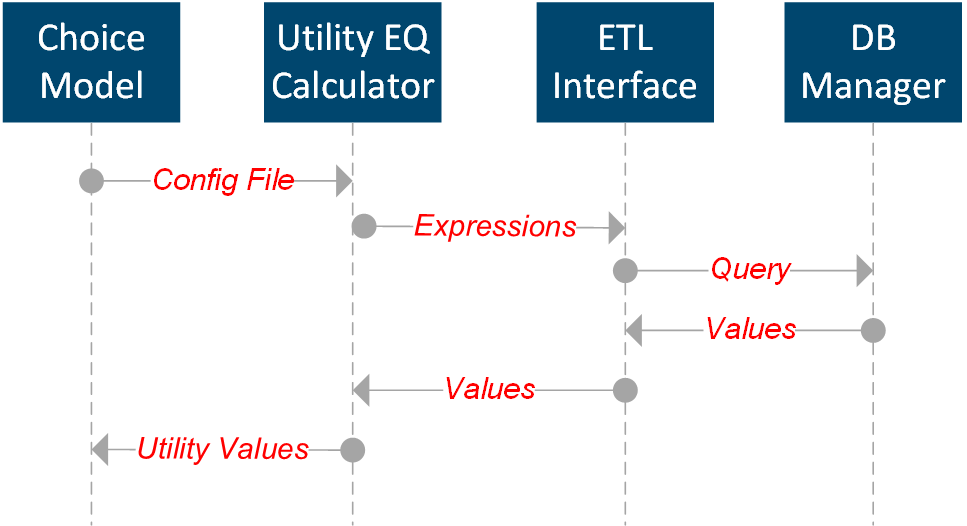 Choice
Model
Utility EQ
Calculator
ETL
Interface
DB
Manager
Config File
Expressions
Query
Values
Values
Utility Values